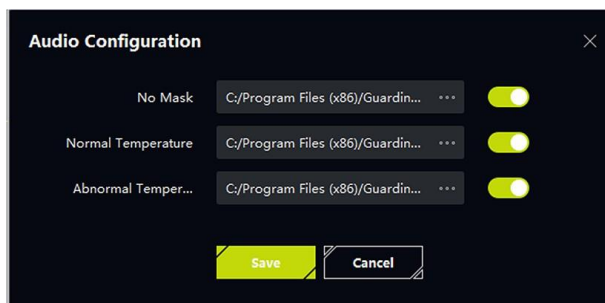 Audio Configuration
No Mask C:/Program Files (x86)/Guardin... ...
Normal Temperature C:/Program Files (x86)/Guardin... ...
Abnormal Temper... C:/Program Files (x86)/Guardin... ...
Save Cancel